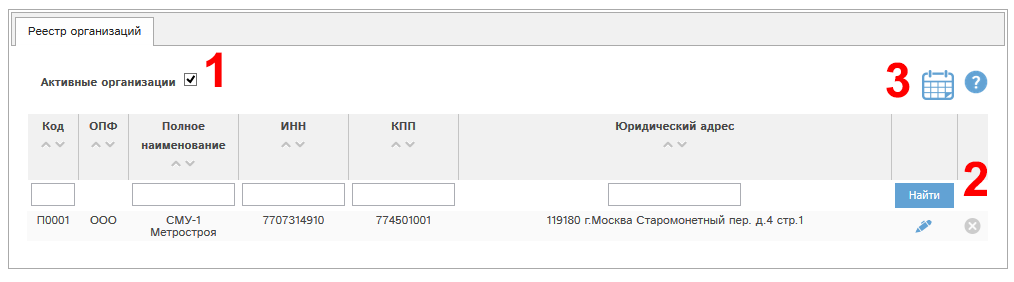 Реестр организаций
Активные организации 1
3 ?
Код ОПФ Полное наименование ИНН КПП Юридический адрес
2
Найти
П0001 ООО СМУ-1 Метростроя 7707314910 774501001 119180 г.Москва Старомонетный пер. д.4 стр.1